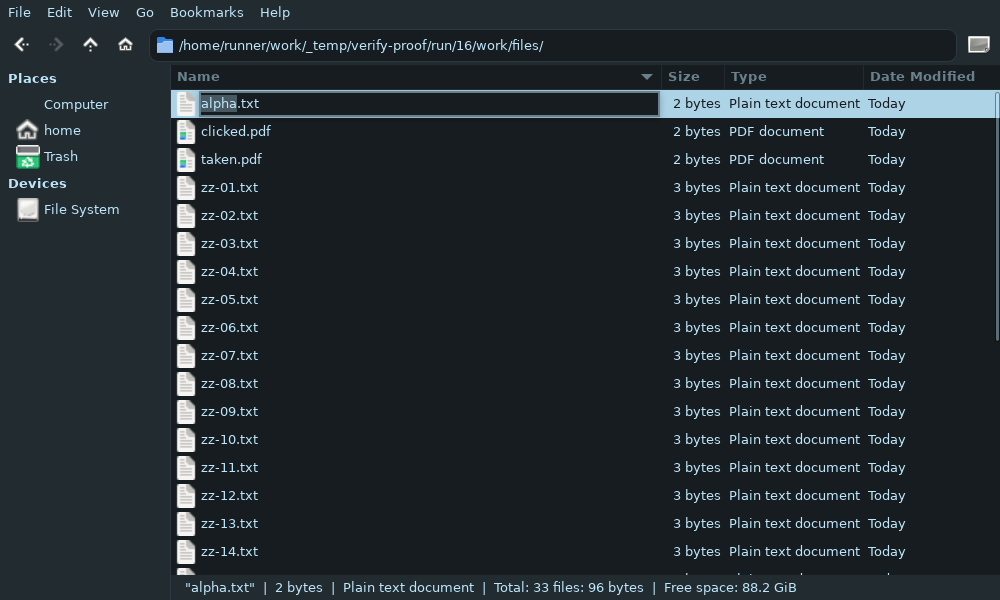 File Edit View Go Bookmarks Help
/home/runner/work/_temp/verify-proof/run/16/work/files/
Places
Computer
home
Trash
Devices
File System
Name Size Type Date Modified
alpha.txt 2 bytes Plain text document Today
clicked.pdf 2 bytes PDF document Today
taken.pdf 2 bytes PDF document Today
zz-01.txt 3 bytes Plain text document Today
zz-02.txt 3 bytes Plain text document Today
zz-03.txt 3 bytes Plain text document Today
zz-04.txt 3 bytes Plain text document Today
zz-05.txt 3 bytes Plain text document Today
zz-06.txt 3 bytes Plain text document Today
zz-07.txt 3 bytes Plain text document Today
zz-08.txt 3 bytes Plain text document Today
zz-09.txt 3 bytes Plain text document Today
zz-10.txt 3 bytes Plain text document Today
zz-11.txt 3 bytes Plain text document Today
zz-12.txt 3 bytes Plain text document Today
zz-13.txt 3 bytes Plain text document Today
zz-14.txt 3 bytes Plain text document Today
"alpha.txt" | 2 bytes | Plain text document | Total: 33 files: 96 bytes | Free space: 88.2 GiB